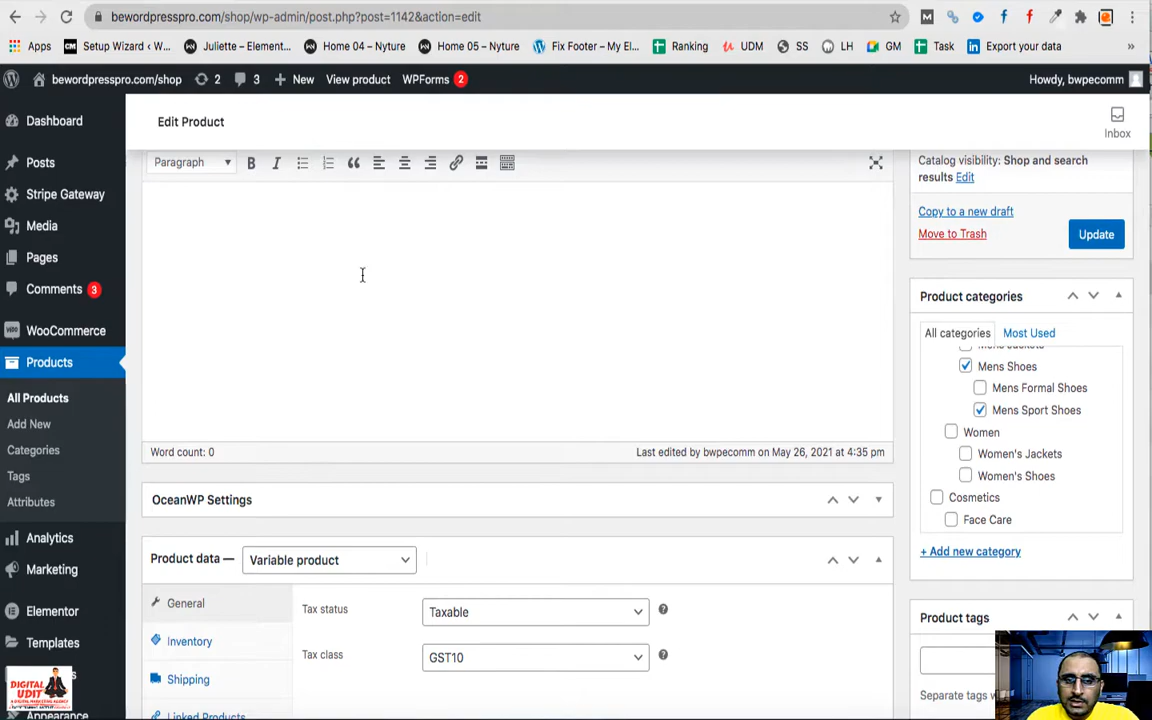 bewordpresspro.com/shop/wp-admin/post.php?post=1142&action=edit
Apps
Setup Wizard ‹ W...
Juliette – Element...
Home 04 – Nyture
Home 05 – Nyture
Fix Footer – My El...
Ranking
UDM
SS
LH
GM
Task
Export your data
»
bewordpresspro.com/shop
2
3
New
View product
WPForms 2
Howdy, bwpecomm
Dashboard
Posts
Stripe Gateway
Media
Pages
Comments 3
WooCommerce
Products
All Products
Add New
Categories
Tags
Attributes
Analytics
Marketing
Elementor
Templates
Appearance
DIGITAL
UDIT
A DIGITAL MARKETING AGENCY
Edit Product
Inbox
Paragraph
B
I
Word count: 0
Last edited by bwpecomm on May 26, 2021 at 4:35 pm
OceanWP Settings
Product data —
Variable product
General
Inventory
Shipping
Linked Products
Tax status
Taxable
Tax class
GST10
Catalog visibility: Shop and search
results Edit
Copy to a new draft
Move to Trash
Update
Product categories
All categories
Most Used
Mens Jackets
Mens Shoes
Mens Formal Shoes
Mens Sport Shoes
Women
Women's Jackets
Women's Shoes
Cosmetics
Face Care
+ Add new category
Product tags
Separate tags